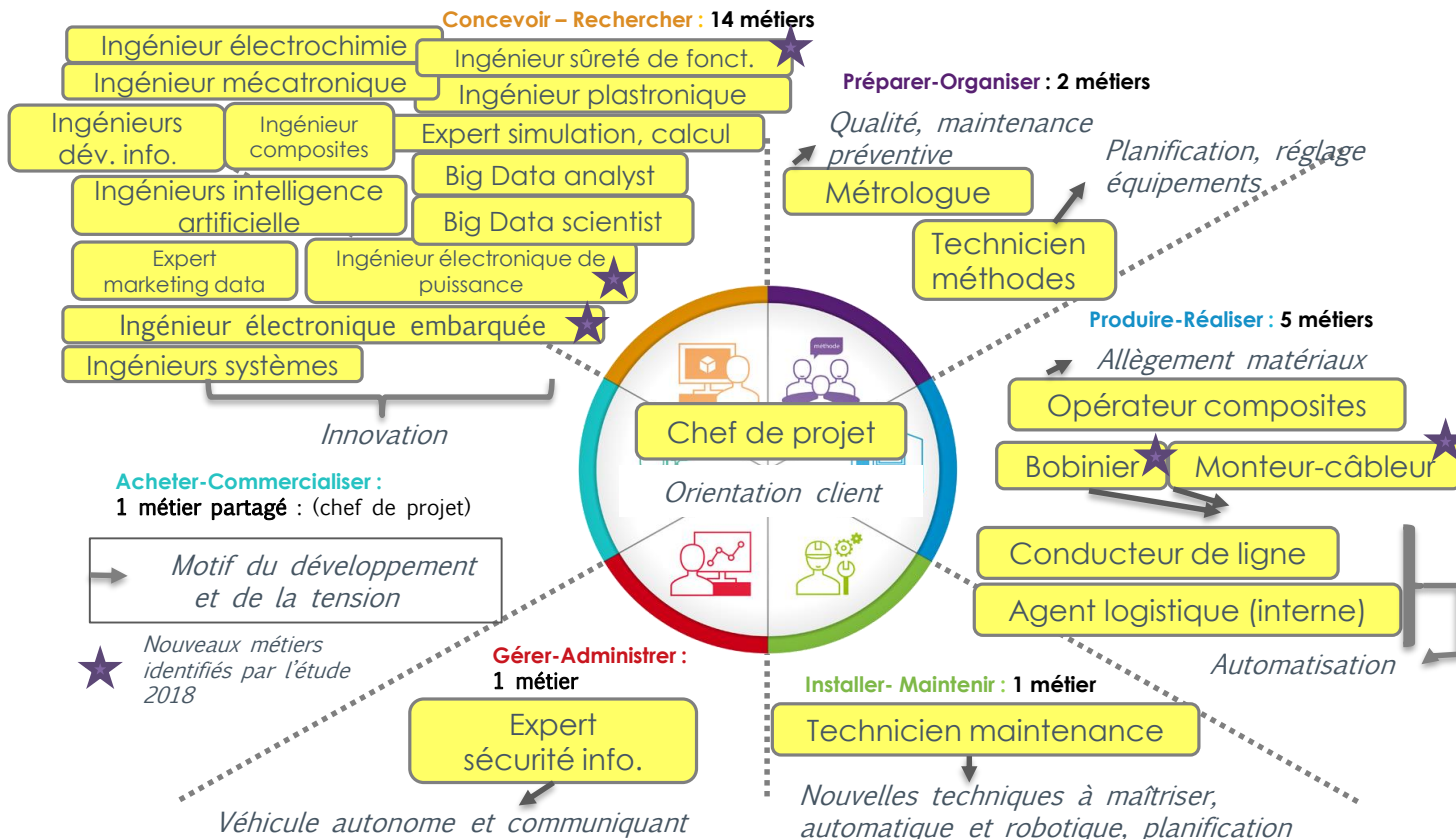 Concevoir – Rechercher : 14 métiers
Ingénieur électrochimie
Ingénieur sûreté de fonct.
Ingénieur mécatronique
Ingénieur plastronique
Ingénieurs
dév. info.
Ingénieur
composites
Expert simulation, calcul
Big Data analyst
Ingénieurs intelligence
artificielle
Big Data scientist
Expert
marketing data
Ingénieur électronique de
puissance
Ingénieur électronique embarquée
Ingénieurs systèmes
Innovation
Préparer-Organiser : 2 métiers
Qualité, maintenance
préventive
Métrologue
Planification, réglage
équipements
Technicien
méthodes
Produire-Réaliser : 5 métiers
Allègement matériaux
Opérateur composites
Bobinier
Monteur-câbleur
Conducteur de ligne
Agent logistique (interne)
Automatisation
méthode
Chef de projet
Orientation client
Acheter-Commercialiser :
1 métier partagé : (chef de projet)
Motif du développement
et de la tension
Nouveaux métiers
identifiés par l'étude
2018
Gérer-Administrer :
1 métier
Expert
sécurité info.
Véhicule autonome et communiquant
Installer- Maintenir : 1 métier
Technicien maintenance
Nouvelles techniques à maîtriser,
automatique et robotique, planification